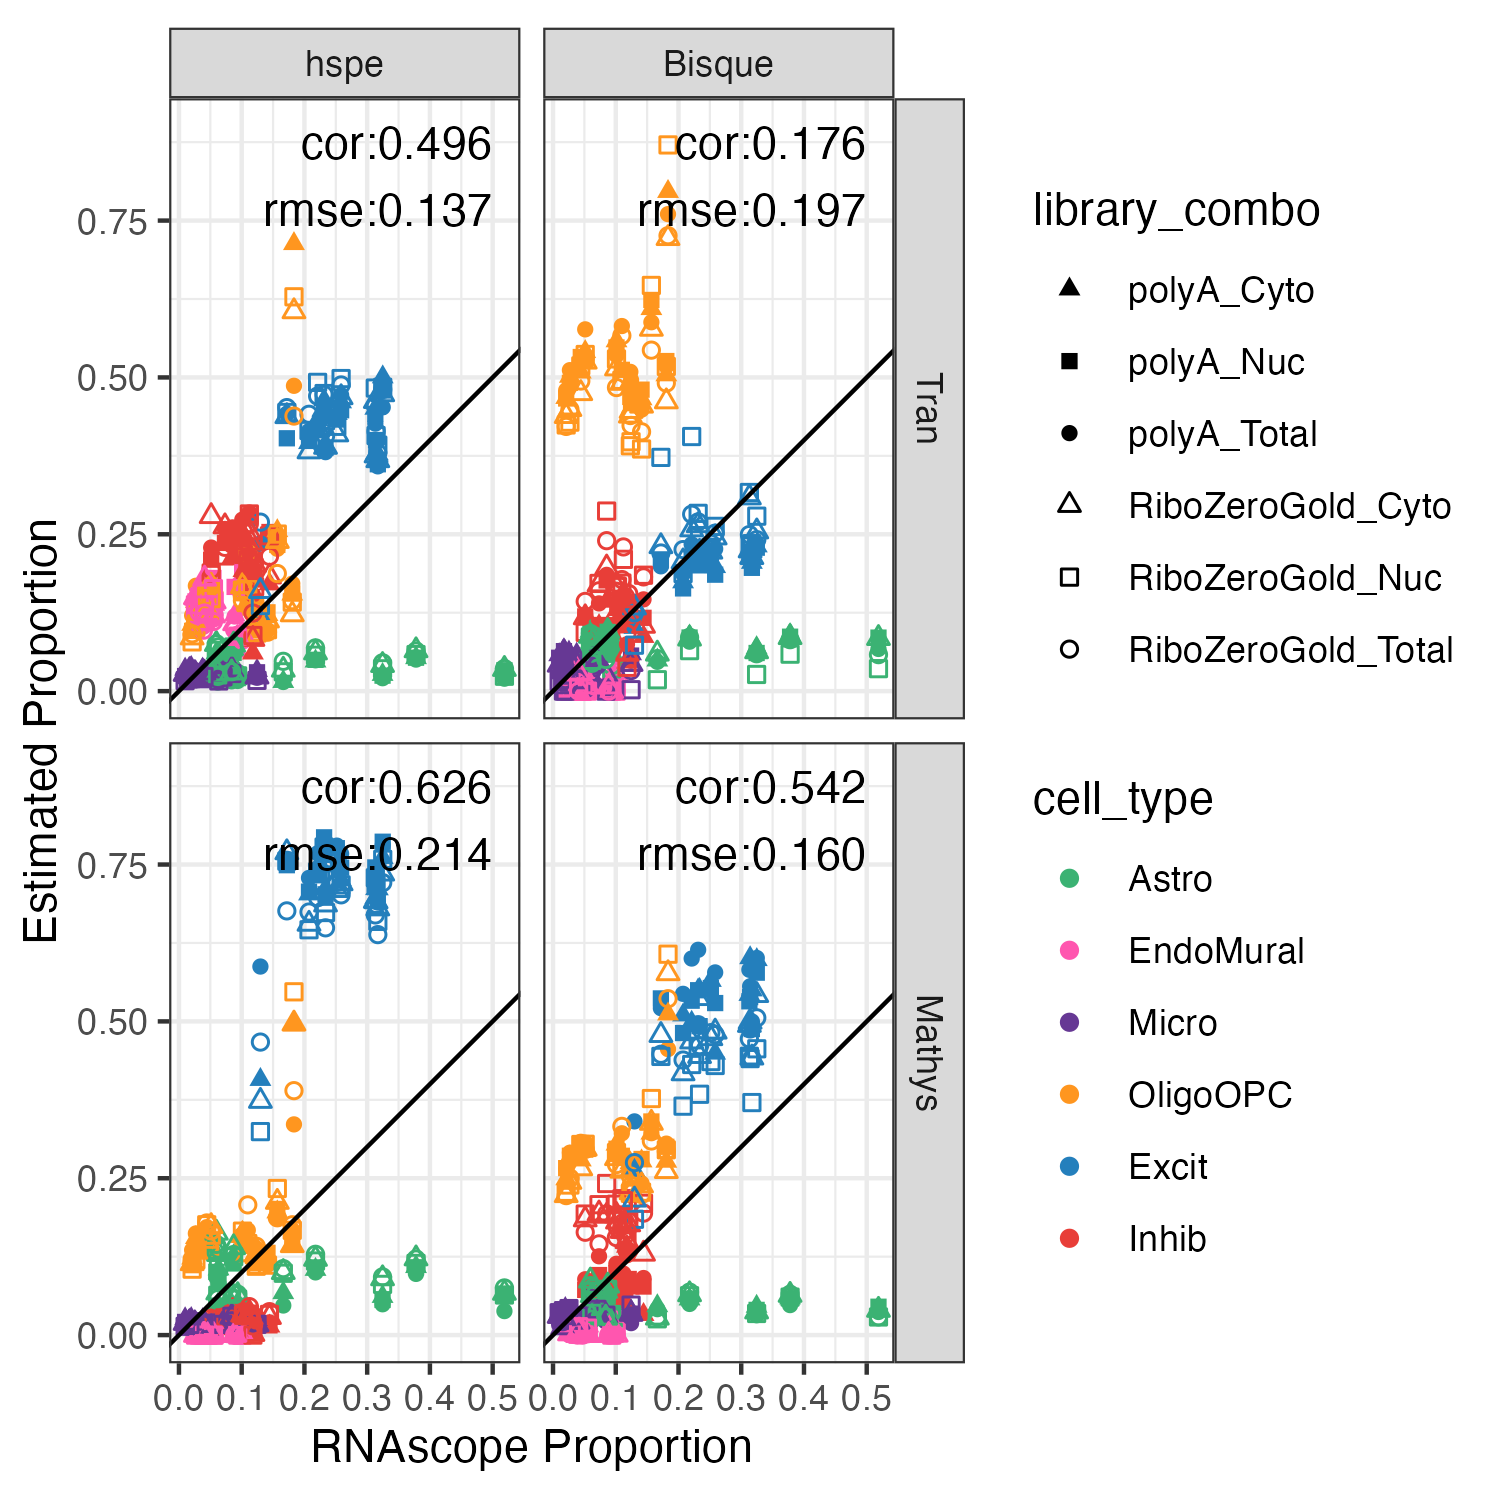 hspe
Bisque
cor:0.496
rmse:0.137
cor:0.176
rmse:0.197
Tran
0.75
0.50
0.25
0.00
cor:0.626
rmse:0.214
cor:0.542
rmse:0.160
Mathys
0.75
0.50
0.25
0.00
0.0 0.1 0.2 0.3 0.4 0.5
0.0 0.1 0.2 0.3 0.4 0.5
RNAscope Proportion
Estimated Proportion
library_combo
polyA_Cyto
polyA_Nuc
polyA_Total
RiboZeroGold_Cyto
RiboZeroGold_Nuc
RiboZeroGold_Total
cell_type
Astro
EndoMural
Micro
OligoOPC
Excit
Inhib